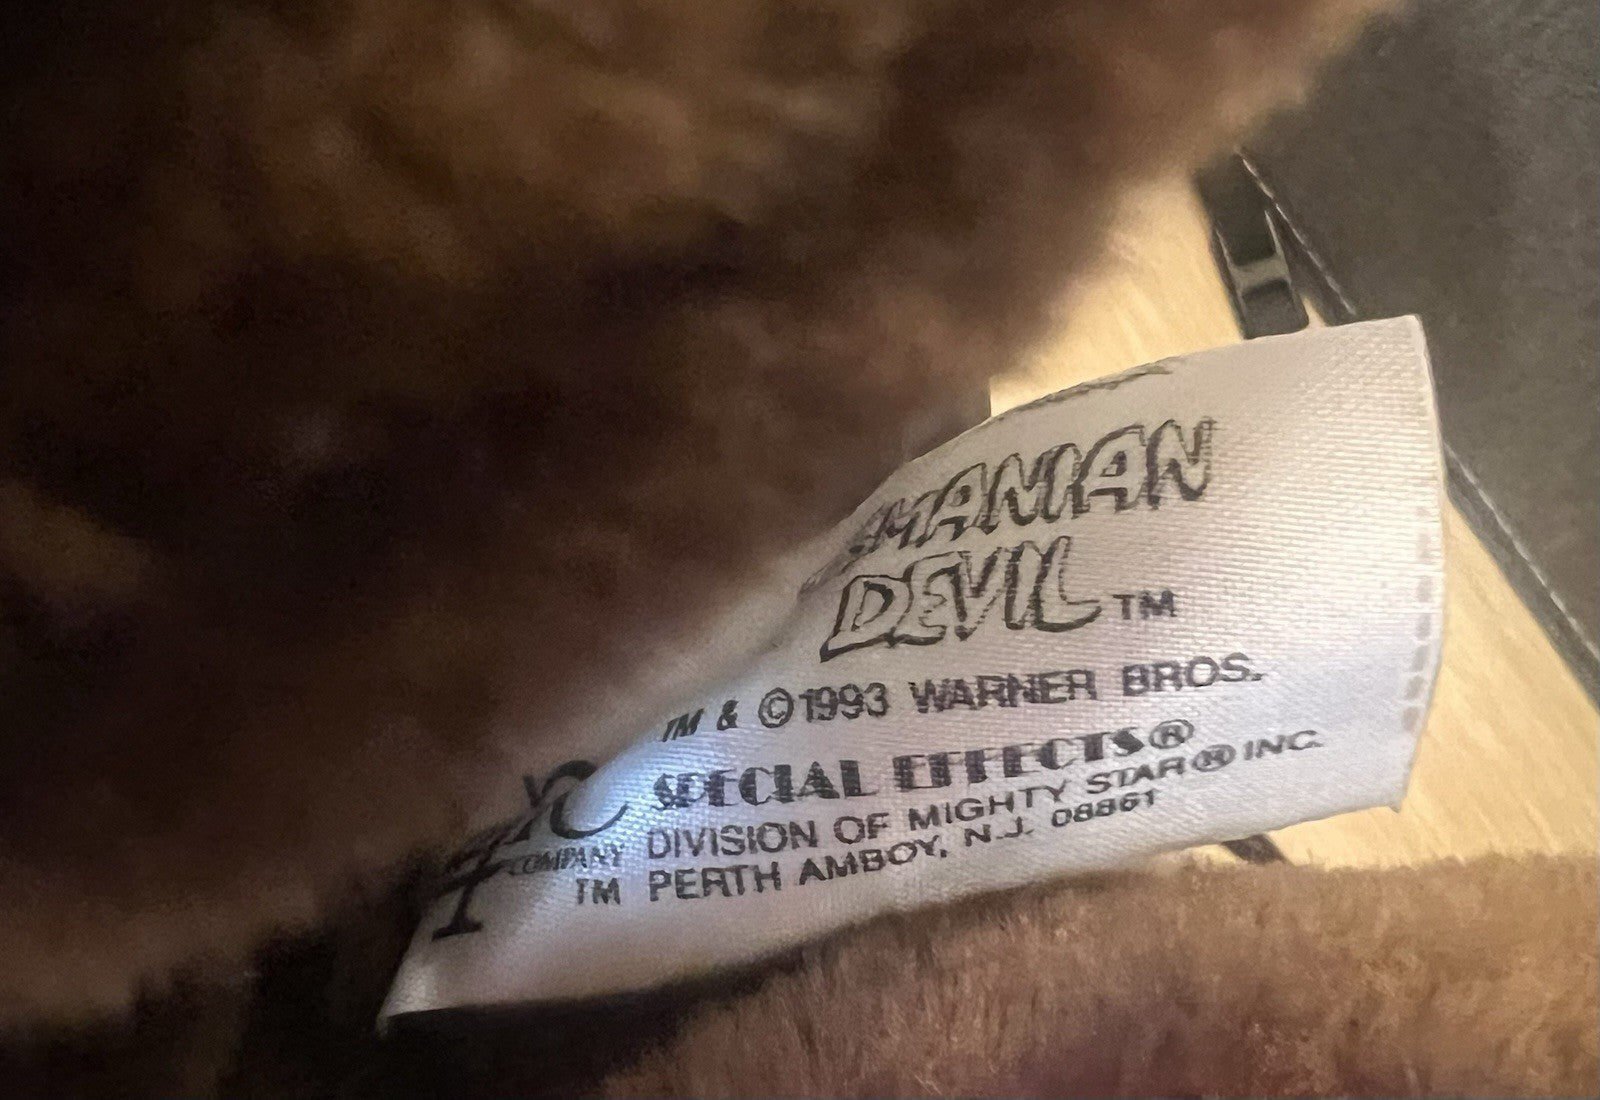 MANIAN
DEVIL TM
TM & ©1993 WARNER BROS.
SPECIAL EFFECTS®
DIVISION OF MIGHTY STAR® INC.
COMPANY
TM PERTH AMBOY, N.J. 08861